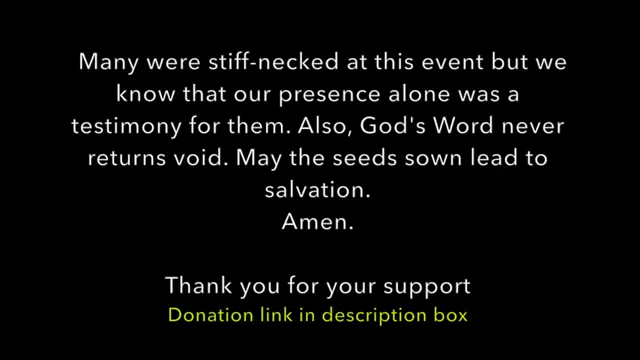 Many were stiff-necked at this event but we
know that our presence alone was a
testimony for them. Also, God's Word never
returns void. May the seeds sown lead to
salvation.
Amen.
Thank you for your support
Donation link in description box